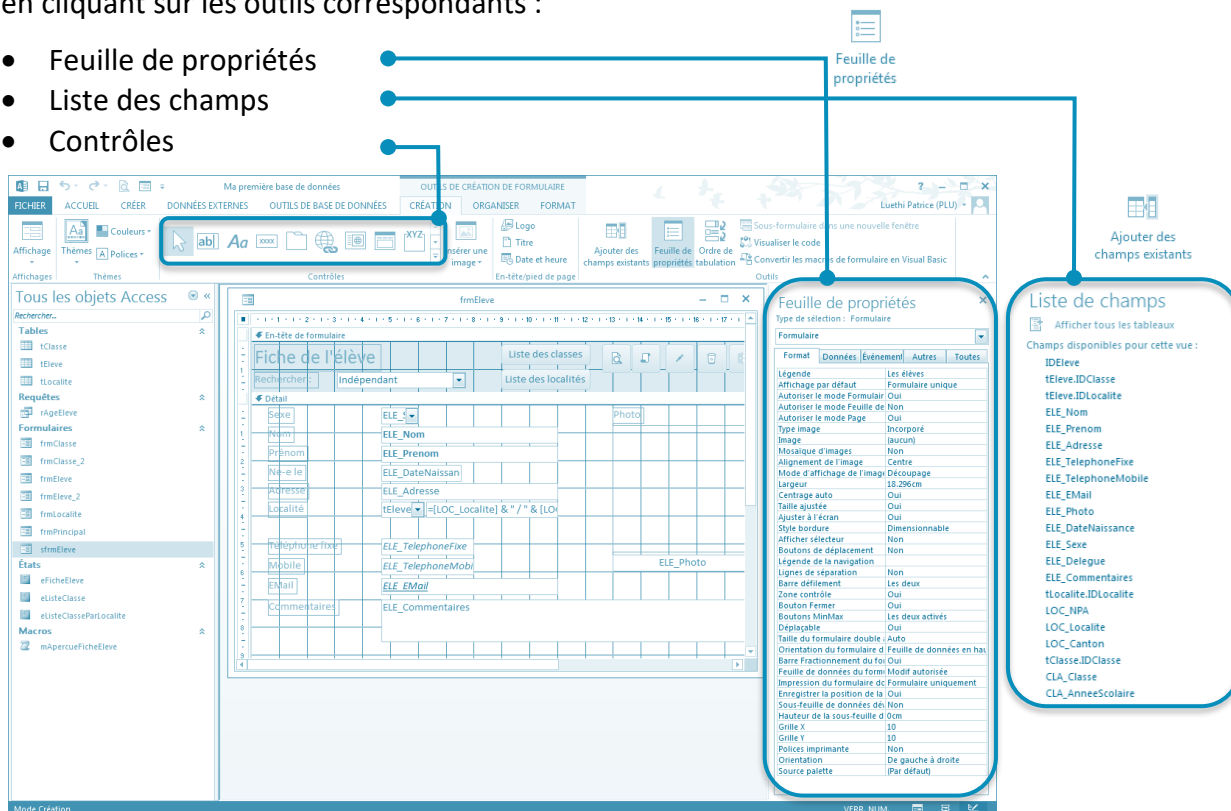 en cliquant sur les outils correspondants :
• Feuille de propriétés
• Liste des champs
• Contrôles
Feuille de
propriétés
Ajouter des
champs existants
Ma première base de données
OUTILS DE CRÉATION DE FORMULAIRE
FICHIER ACCUEIL CRÉER DONNÉES EXTERNES OUTILS DE BASE DE DONNÉES CRÉATION ORGANISER FORMAT
Luethi Patrice (PLU)
Affichage
Thèmes
Couleurs
Polices
Aa
ab|
Aa
xxxx
XYZ
Insérer une
image
Logo
Titre
Date et heure
Ajouter des
champs existants
Feuille de
propriétés
Ordre de
tabulation
Sous-formulaire dans une nouvelle fenêtre
Visualiser le code
Convertir les macros de formulaire en Visual Basic
Affichages Thèmes Contrôles En-tête/pied de page Outils
Tous les objets Access
Rechercher...
Tables
tClasse
tEleve
tLocalite
Requêtes
rAgeEleve
Formulaires
frmClasse
frmClasse_2
frmEleve
frmEleve_2
frmLocalite
frmPrincipal
sfrmEleve
États
eFicheEleve
eListeClasse
eListeClasseParLocalite
Macros
mApercueFicheEleve
frmEleve
En-tête de formulaire
Fiche de l'élève
Liste des classes
Rechercher :
Indépendant
Liste des localités
Détail
Sexe ELE_S Photo
Nom ELE_Nom
Prénom ELE_Prenom
Né-e le ELE_DateNaissan
Adresse ELE_Adresse
Localité tEleve =[LOC_Localite] & " / " & [LO
Téléphone fixe ELE_TelephoneFixe
Mobile ELE_TelephoneMobi ELE_Photo
EMail ELE_EMail
Commentaires ELE_Commentaires
Feuille de propriétés
Type de sélection : Formulaire
Formulaire
Format Données Événement Autres Toutes
Légende Les élèves
Affichage par défaut Formulaire unique
Autoriser le mode Formulair Oui
Autoriser le mode Feuille de Non
Autoriser le mode Page Oui
Type image Incorporé
Image (aucun)
Mosaïque d'images Non
Alignement de l'image Centre
Mode d'affichage de l'image Découpage
Largeur 18.296cm
Centrage auto Oui
Taille ajustée Oui
Ajuster à l'écran Oui
Style bordure Dimensionnable
Afficher sélecteur Non
Boutons de déplacement Non
Légende de la navigation
Lignes de séparation Non
Barre défilement Les deux
Zone contrôle Oui
Bouton Fermer Oui
Boutons MinMax Les deux activés
Déplaçable Oui
Taille du formulaire double Auto
Orientation du formulaire d Feuille de données en hau
Barre Fractionnement du for Oui
Feuille de données du formu Modif autorisée
Impression du formulaire do Formulaire uniquement
Enregistrer la position de la Oui
Sous-feuille de données dév Non
Hauteur de la sous-feuille d 0cm
Grille X 10
Grille Y 10
Polices imprimante Non
Orientation De gauche à droite
Source palette (Par défaut)
Liste de champs
Afficher tous les tableaux
Champs disponibles pour cette vue :
IDEleve
tEleve.IDClasse
tEleve.IDLocalite
ELE_Nom
ELE_Prenom
ELE_Adresse
ELE_TelephoneFixe
ELE_TelephoneMobile
ELE_EMail
ELE_Photo
ELE_DateNaissance
ELE_Sexe
ELE_Delegue
ELE_Commentaires
tLocalite.IDLocalite
LOC_NPA
LOC_Localite
LOC_Canton
tClasse.IDClasse
CLA_Classe
CLA_AnneeScolaire
Mode Création
VERR. NUM.